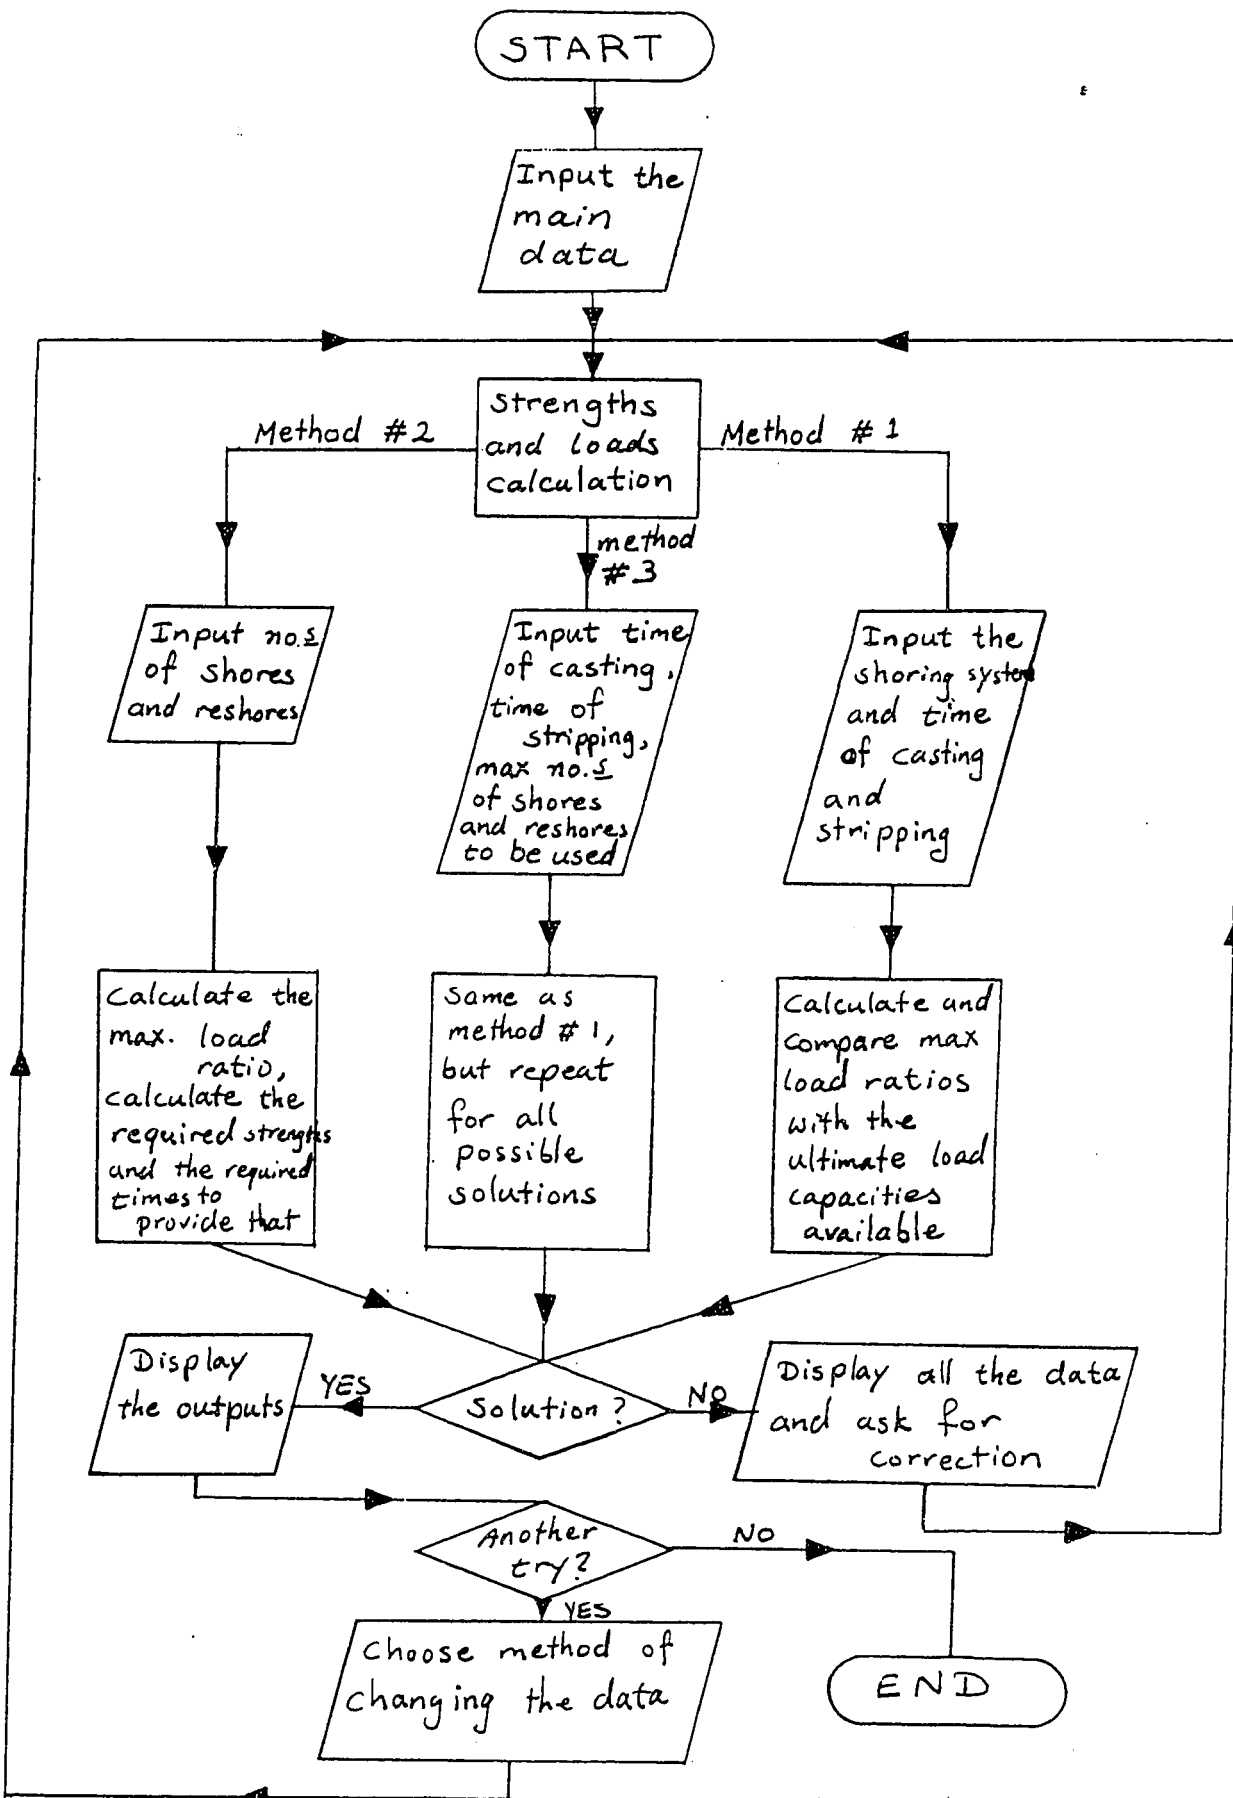 START
Input the
main
data
Strengths
and loads
calculation
Method #2
Method #1
method
#3
Input no.s
of shores
and reshores
Input time
of casting,
time of
stripping,
max no.s
of shores
and reshores
to be used
Input the
shoring system
and time
of casting
and
stripping
Calculate the
max. load
ratio,
calculate the
required strengths
and the required
times to
provide that
Same as
method #1,
but repeat
for all
possible
solutions
Calculate and
compare max
load ratios
with the
ultimate load
capacities
available
Display
the outputs
YES
Solution?
NO
Display all the data
and ask for
correction
Another
try?
NO
YES
Choose method of
changing the data
END